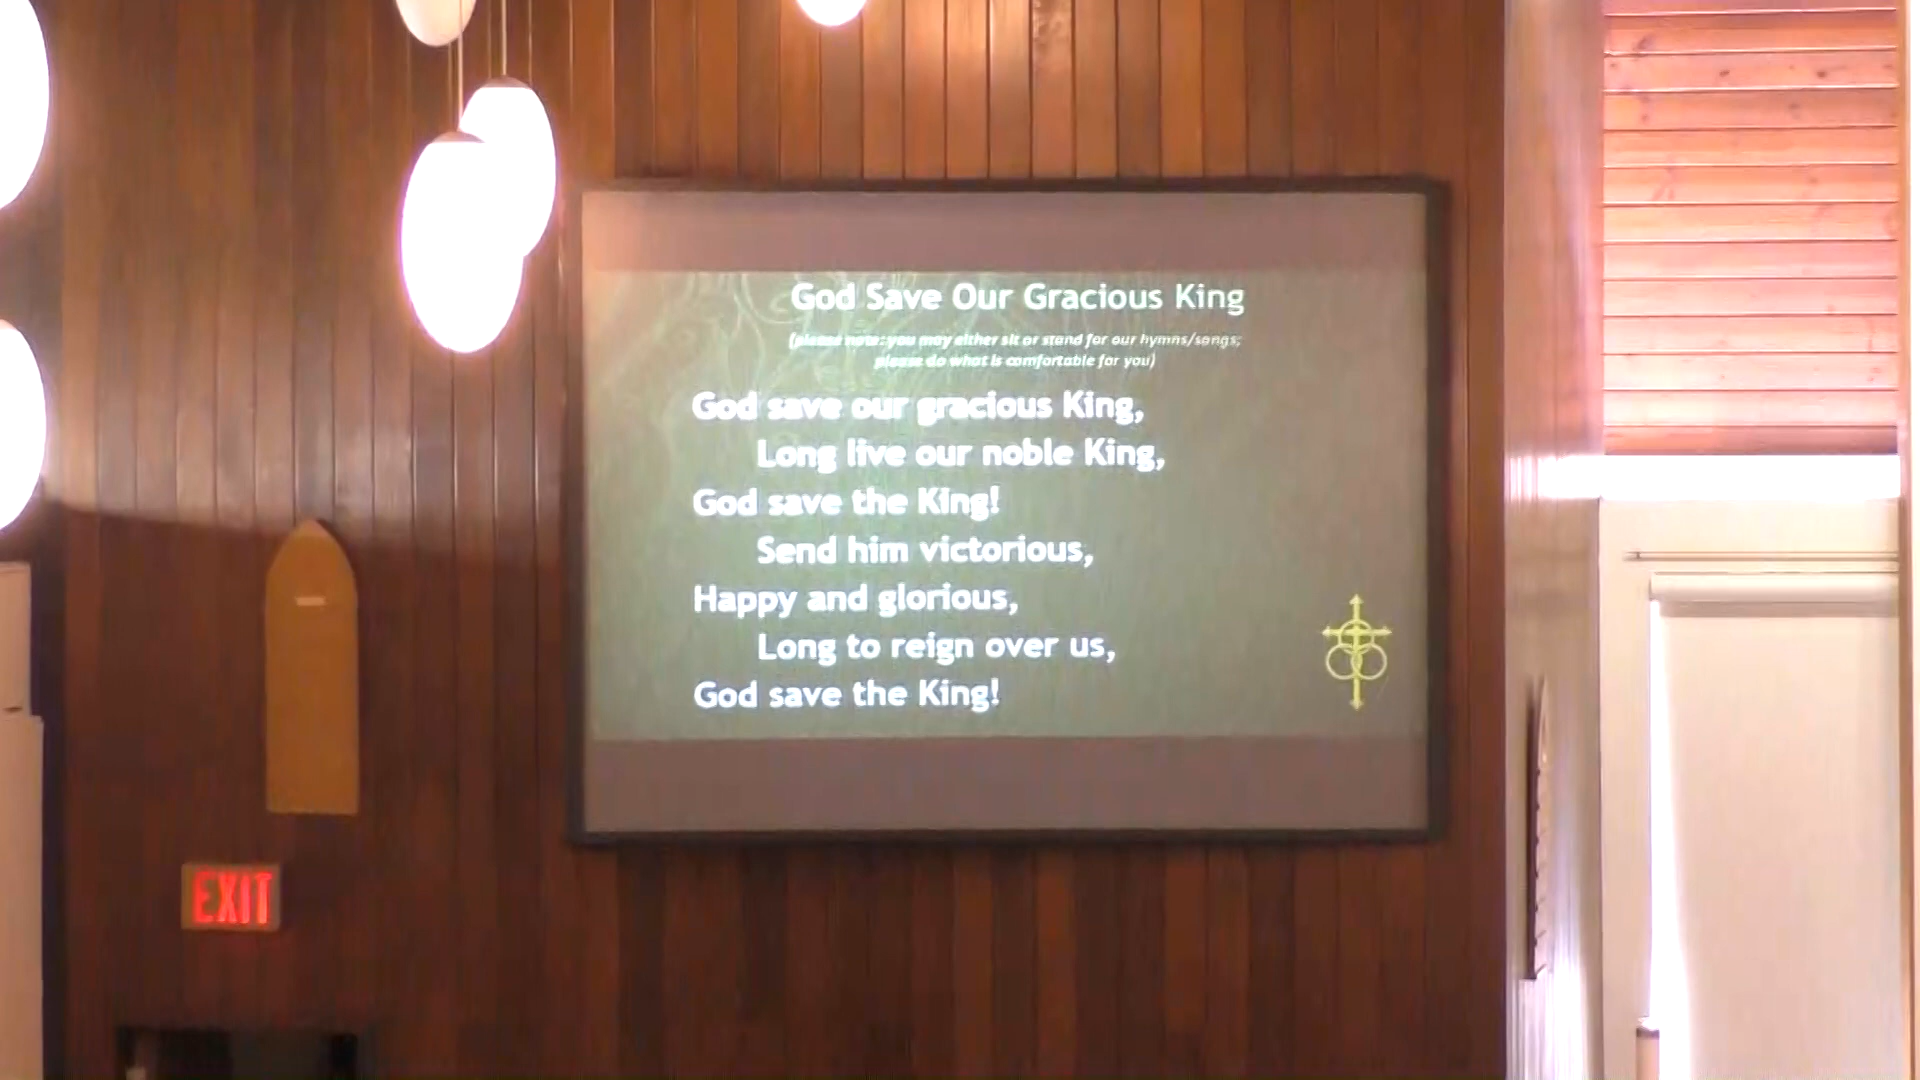 God Save Our Gracious King
(please note: you may either sit or stand for our hymns/songs;
please do what is comfortable for you)
God save our gracious King,
Long live our noble King,
God save the King!
Send him victorious,
Happy and glorious,
Long to reign over us,
God save the King!
EXIT